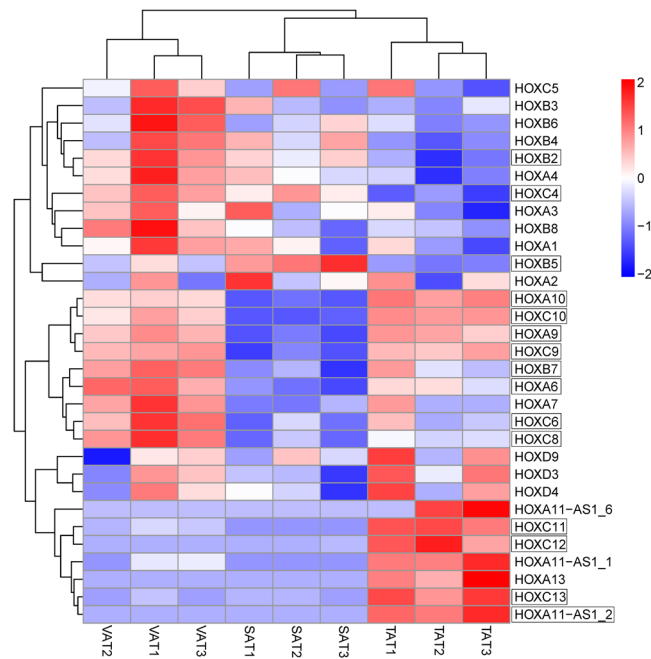 HOXC5
HOXB3
HOXB6
HOXB4
HOXB2
HOXA4
HOXC4
HOXA3
HOXB8
HOXA1
HOXB5
HOXA2
HOXA10
HOXC10
HOXA9
HOXC9
HOXB7
HOXA6
HOXA7
HOXC6
HOXC8
HOXD9
HOXD3
HOXD4
HOXA11−AS1_6
HOXC11
HOXC12
HOXA11−AS1_1
HOXA13
HOXC13
HOXA11−AS1_2
2
1
0
−1
−2
VAT2
VAT1
VAT3
SAT1
SAT2
SAT3
TAT1
TAT2
TAT3